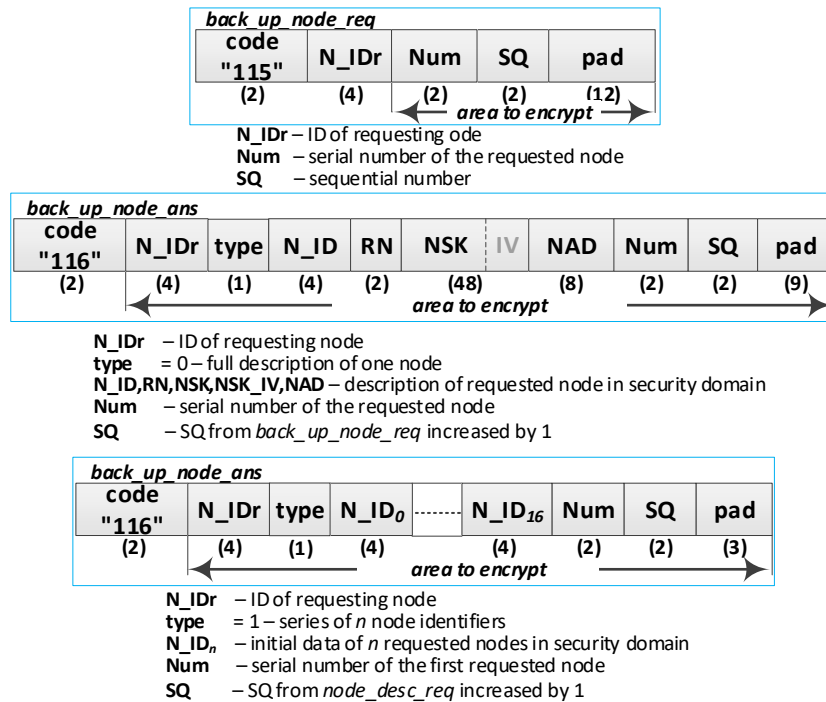 back_up_node_req
code "115" N_IDr Num SQ pad
(2) (4) (2) (2) (12)
area to encrypt
N_IDr – ID of requesting ode
Num – serial number of the requested node
SQ – sequential number
back_up_node_ans
code "116" N_IDr type N_ID RN NSK IV NAD Num SQ pad
(2) (4) (1) (4) (2) (48) (8) (2) (2) (9)
area to encrypt
N_IDr – ID of requesting node
type = 0 – full description of one node
N_ID,RN,NSK,NSK_IV,NAD – description of requested node in security domain
Num – serial number of the requested node
SQ – SQ from back_up_node_req increased by 1
back_up_node_ans
code "116" N_IDr type N_ID0 N_ID16 Num SQ pad
(2) (4) (1) (4) (4) (2) (2) (3)
area to encrypt
N_IDr – ID of requesting node
type = 1 – series of n node identifiers
N_IDn – initial data of n requested nodes in security domain
Num – serial number of the first requested node
SQ – SQ from node_desc_req increased by 1